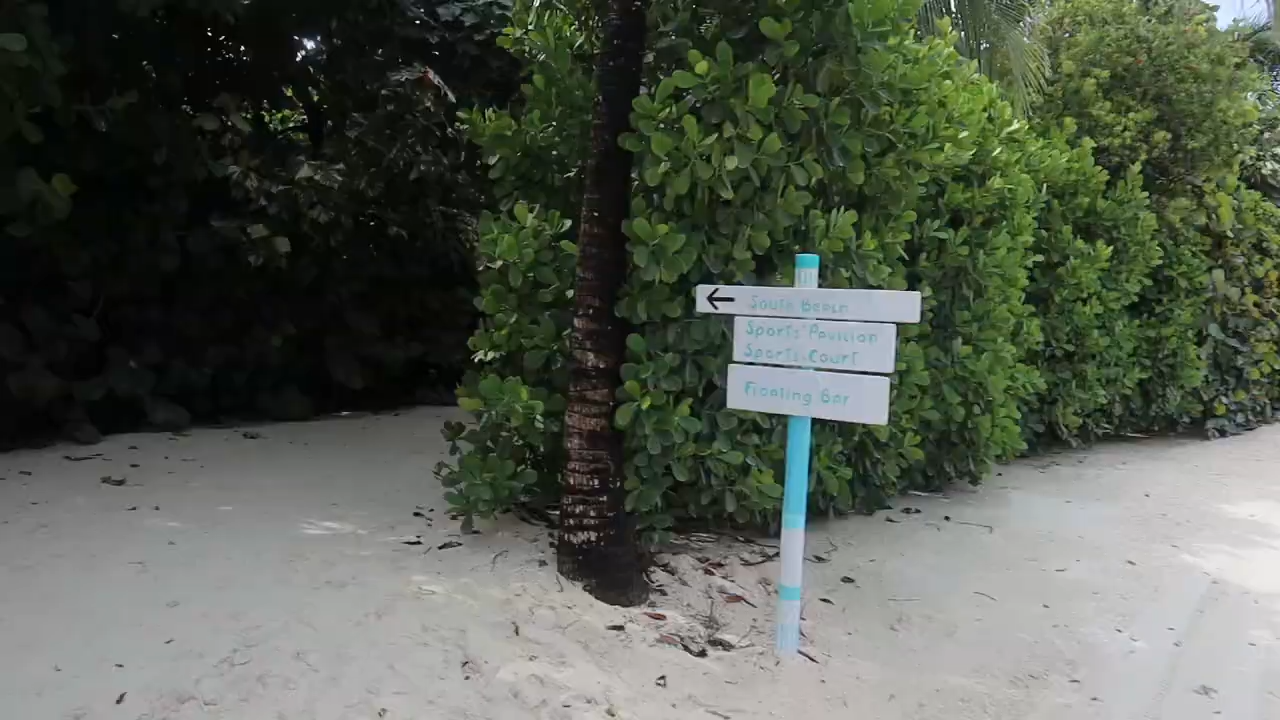 South Beach
Sports Pavilion
Sports Court
Floating Bar